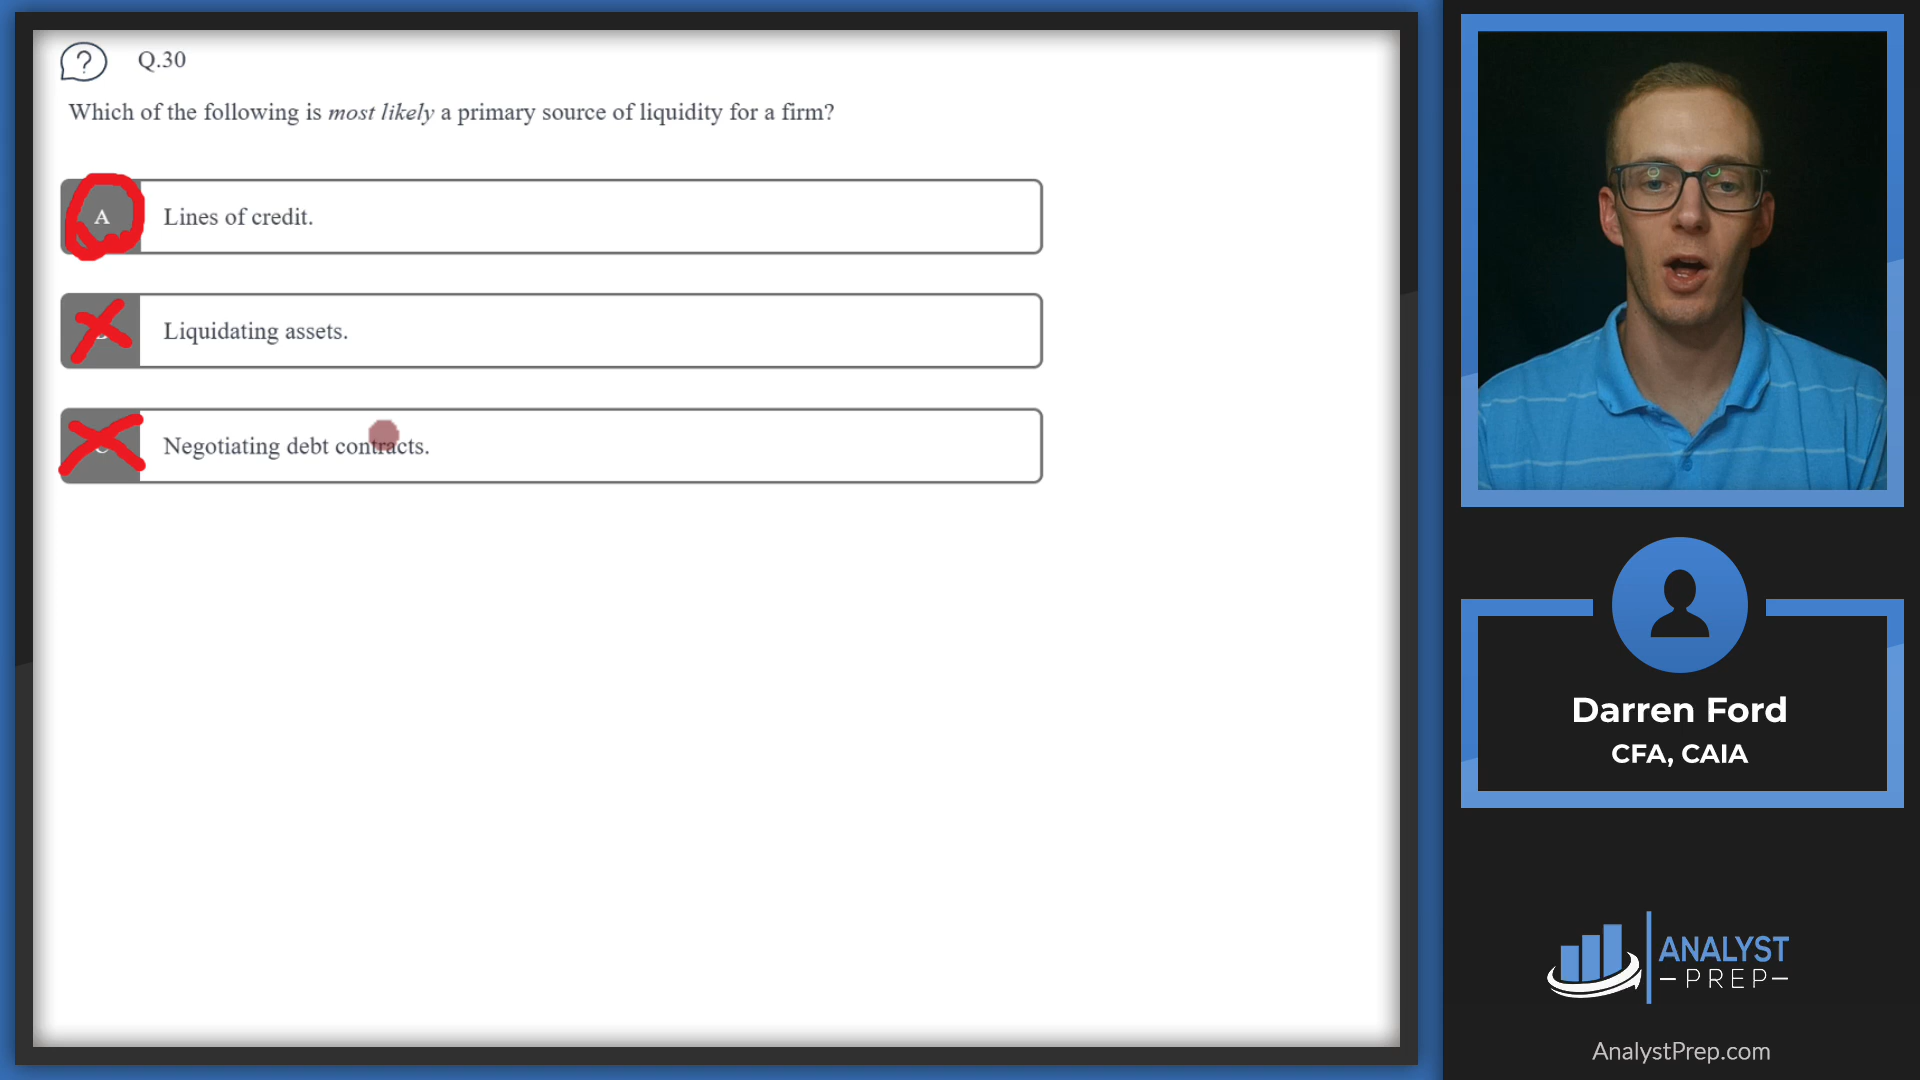 ?
Q.30
Which of the following is most likely a primary source of liquidity for a firm?
A
Lines of credit.
Liquidating assets.
Negotiating debt contracts.
Darren Ford
CFA, CAIA
ANALYST
PREP
AnalystPrep.com